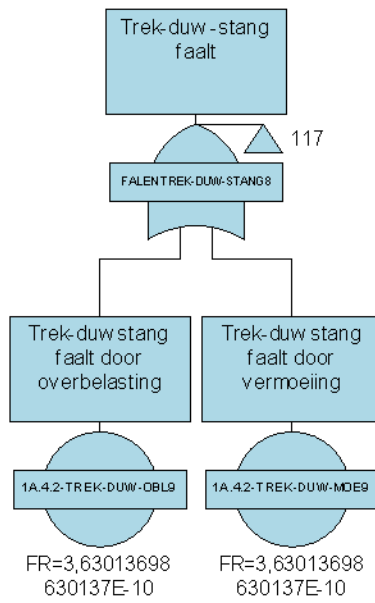 Trek-duw-stang
faalt
117
FALENTREK-DUW-STANG8
Trek-duw stang
faalt door
overbelasting
Trek-duw stang
faalt door
vermoeiing
1A.4.2-TREK-DUW-OBL9
1A.4.2-TREK-DUW-MOE9
FR=3,63013698
630137E-10
FR=3,63013698
630137E-10